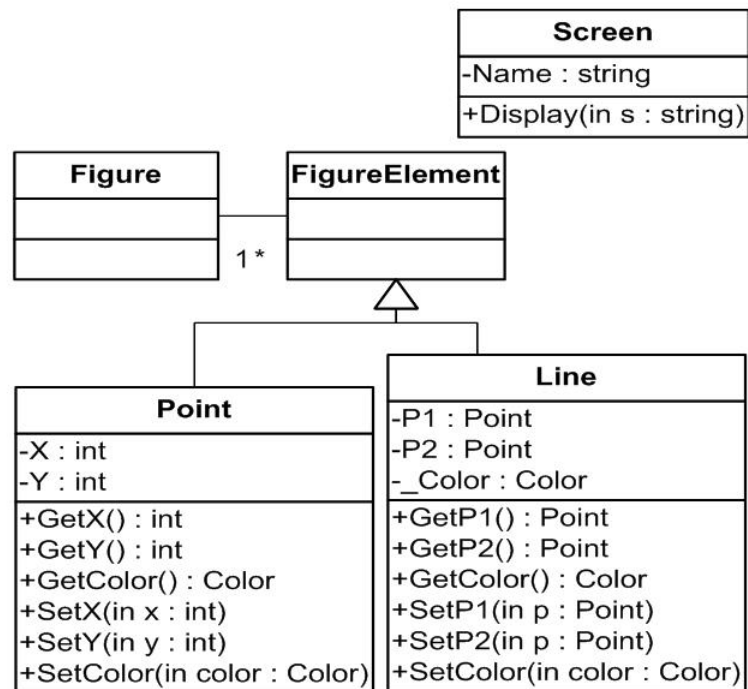 Screen
-Name : string
+Display(in s : string)
Figure
FigureElement
1 *
Point
-X : int
-Y : int
+GetX() : int
+GetY() : int
+GetColor() : Color
+SetX(in x : int)
+SetY(in y : int)
+SetColor(in color : Color)
Line
-P1 : Point
-P2 : Point
-_Color : Color
+GetP1() : Point
+GetP2() : Point
+GetColor() : Color
+SetP1(in p : Point)
+SetP2(in p : Point)
+SetColor(in color : Color)